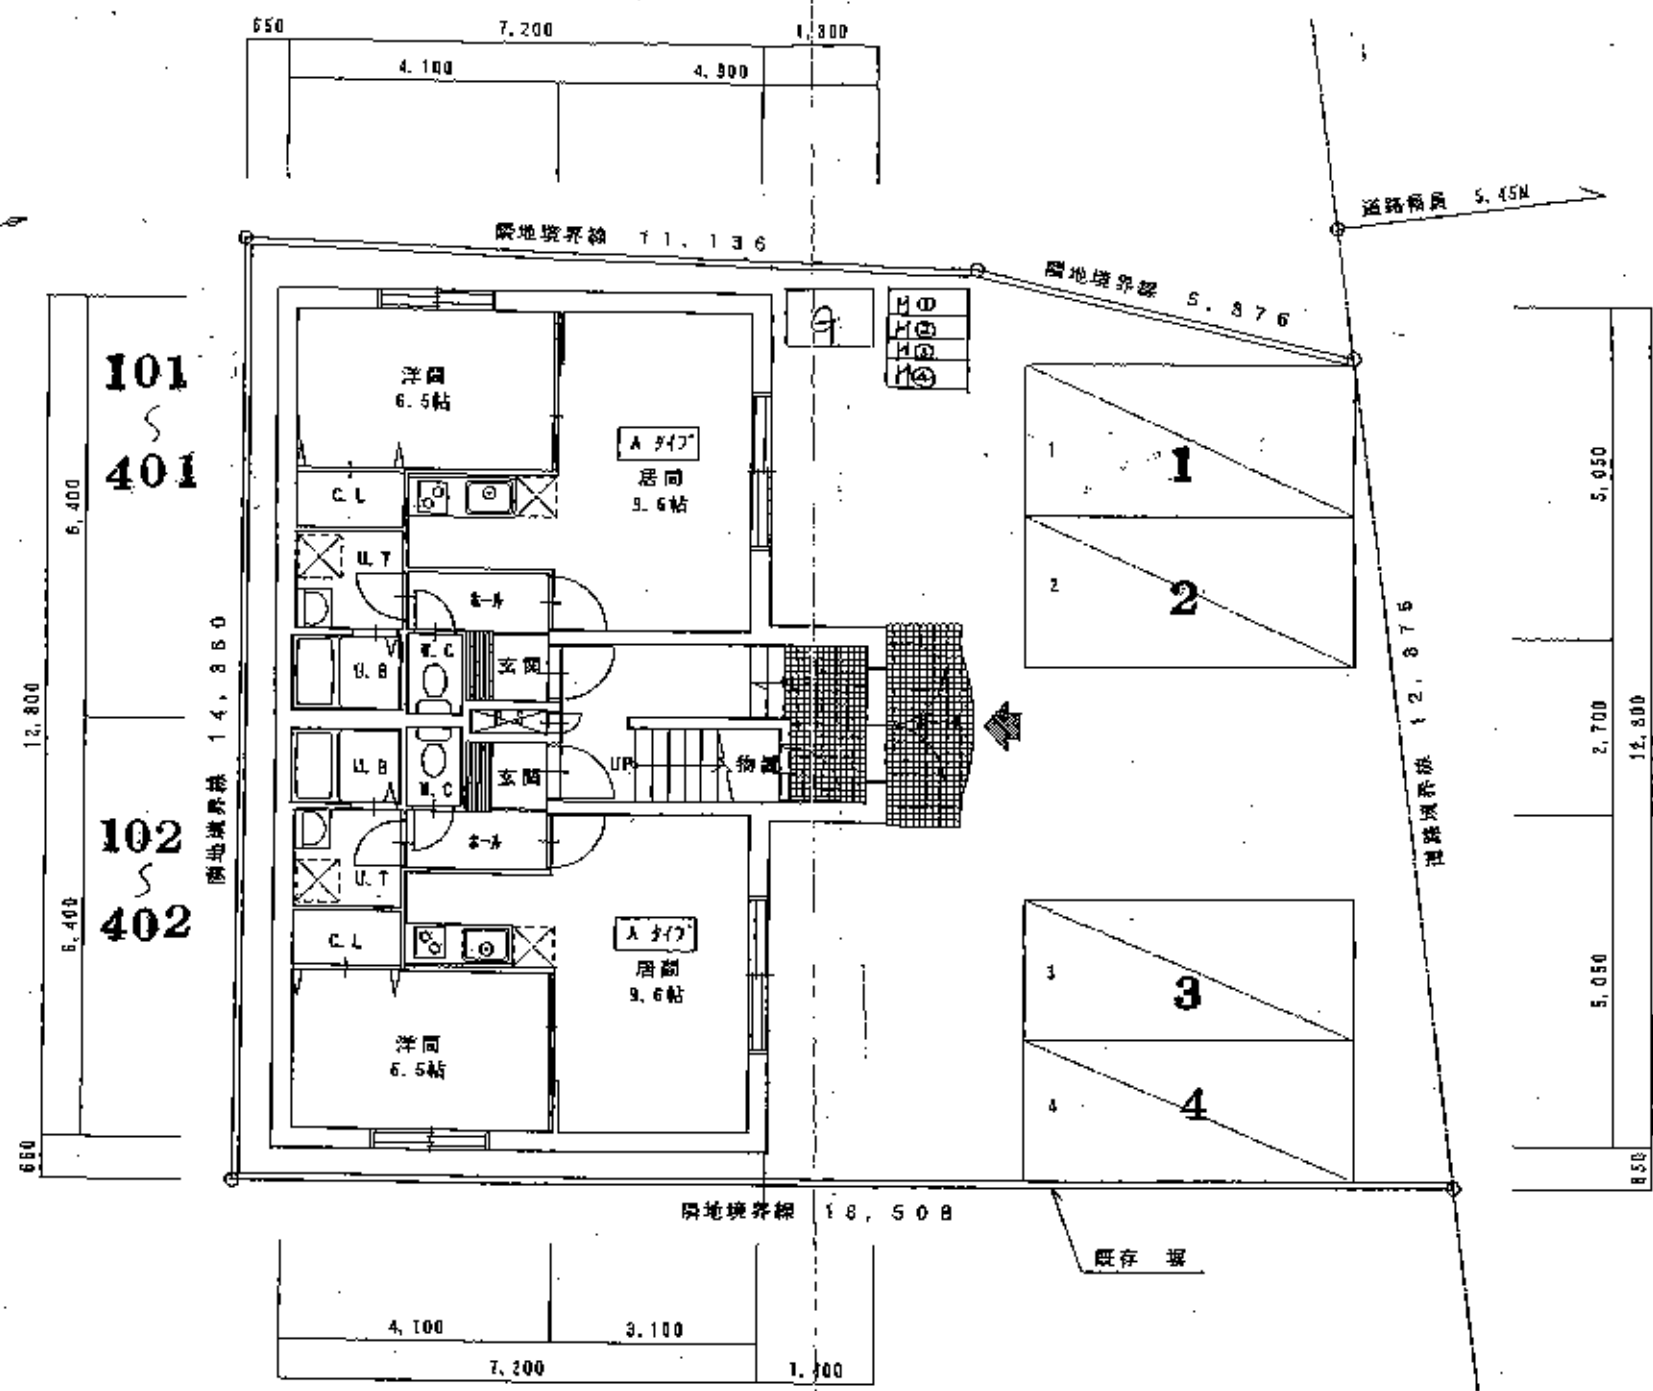 650
7.200
4.100
道路幅員 5.45M
隣地境界線 11,136
隣地境界線 5.876
①
②
③
④
101
~
401
洋間
6.5帖
Aタイプ
居間
9.6帖
C.L
U.T
ホール
U.B
W.C
玄関
1
1
2
2
5,050
6,400
12,800
隣地境界線 14,360
U.B
W.C
玄関
UP
物置
2,700
12,800
道路境界線 12,875
102
~
402
ホール
U.T
C.L
Aタイプ
居間
9.6帖
洋間
6.5帖
6,400
3
3
4
4
5,050
650
隣地境界線 18,508
既存 塀
4,100
3.100
7,200